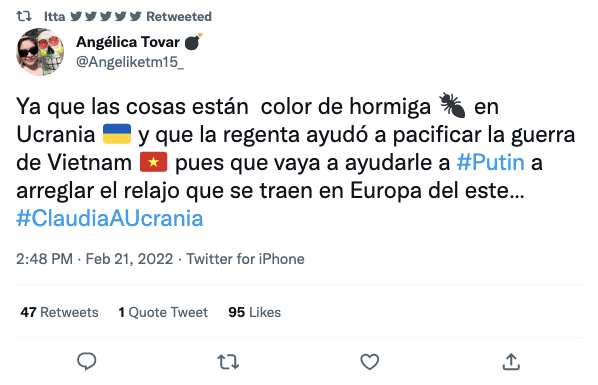 Itta 🐦🐦🐦🐦🐦 Retweeted
Angélica Tovar 💣
@Angeliketm15_
Ya que las cosas están color de hormiga 🐜 en
Ucrania 🇺🇦 y que la regenta ayudó a pacificar la guerra
de Vietnam 🇻🇳 pues que vaya a ayudarle a #Putin a
arreglar el relajo que se traen en Europa del este...
#ClaudiaAUcrania
2:48 PM · Feb 21, 2022 · Twitter for iPhone
47 Retweets 1 Quote Tweet 95 Likes